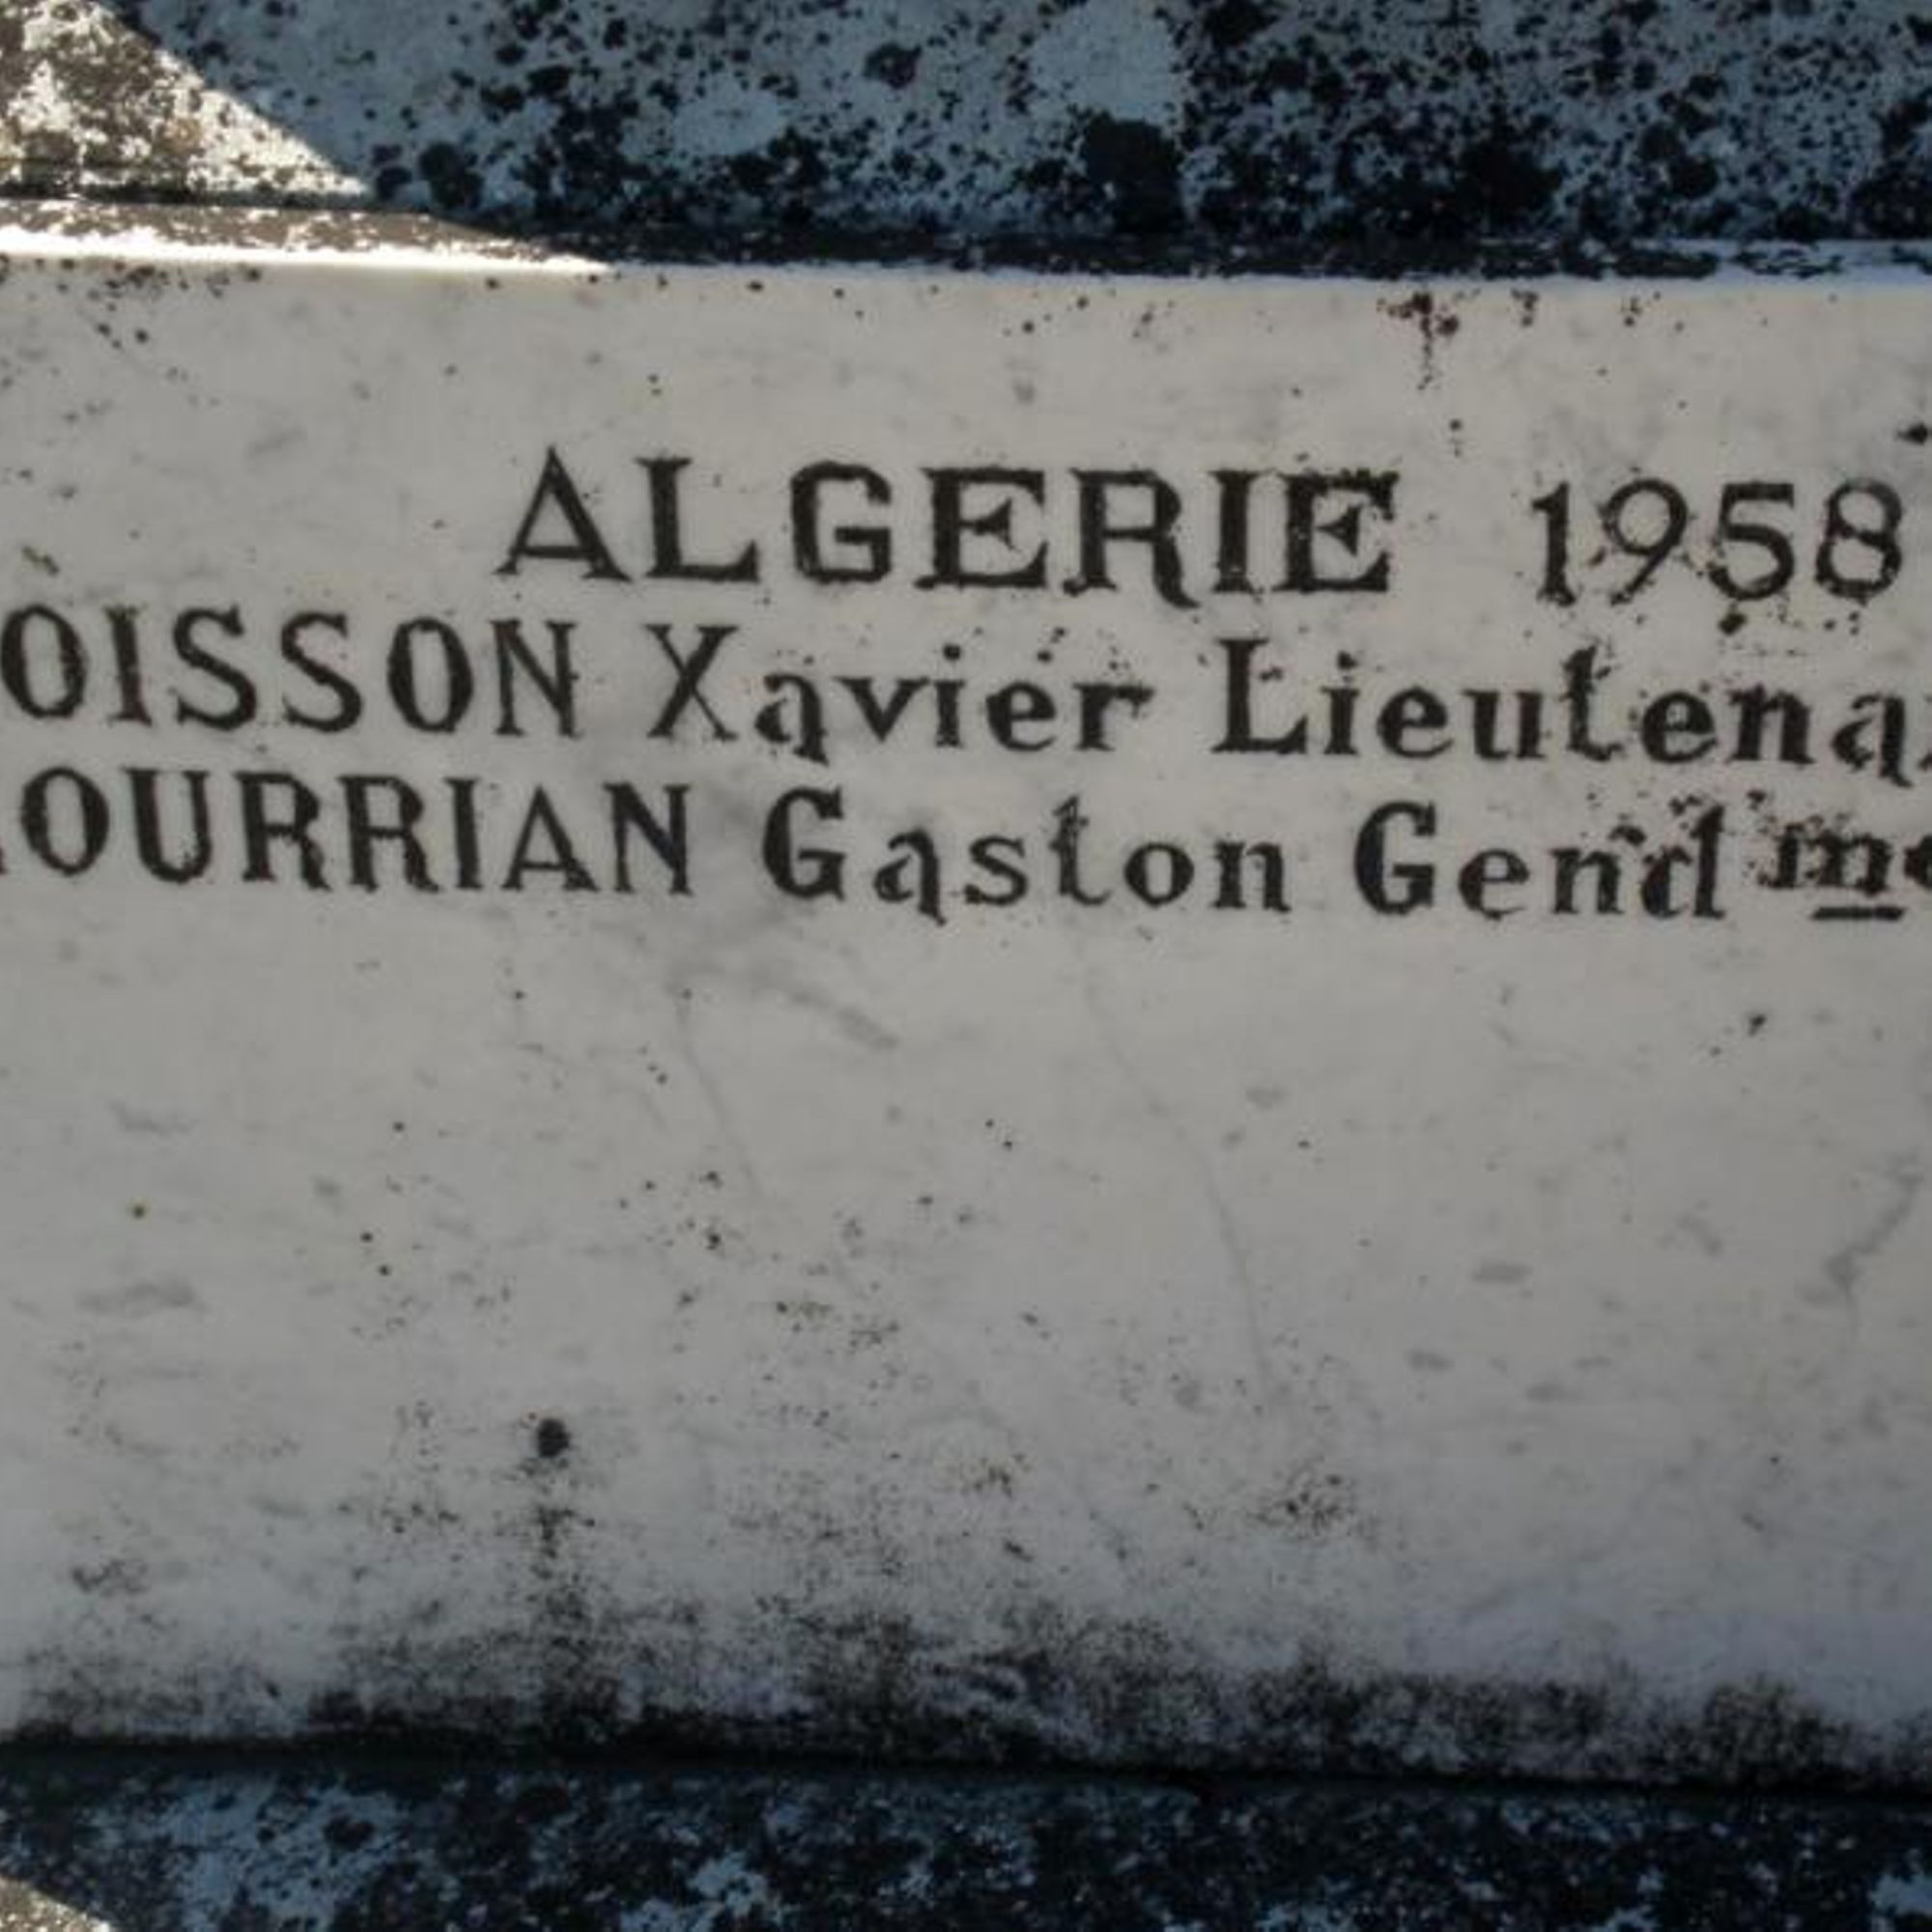 ALGERIE 1958
OISSON Xavier Lieutena
OURRIAN Gaston Gend me